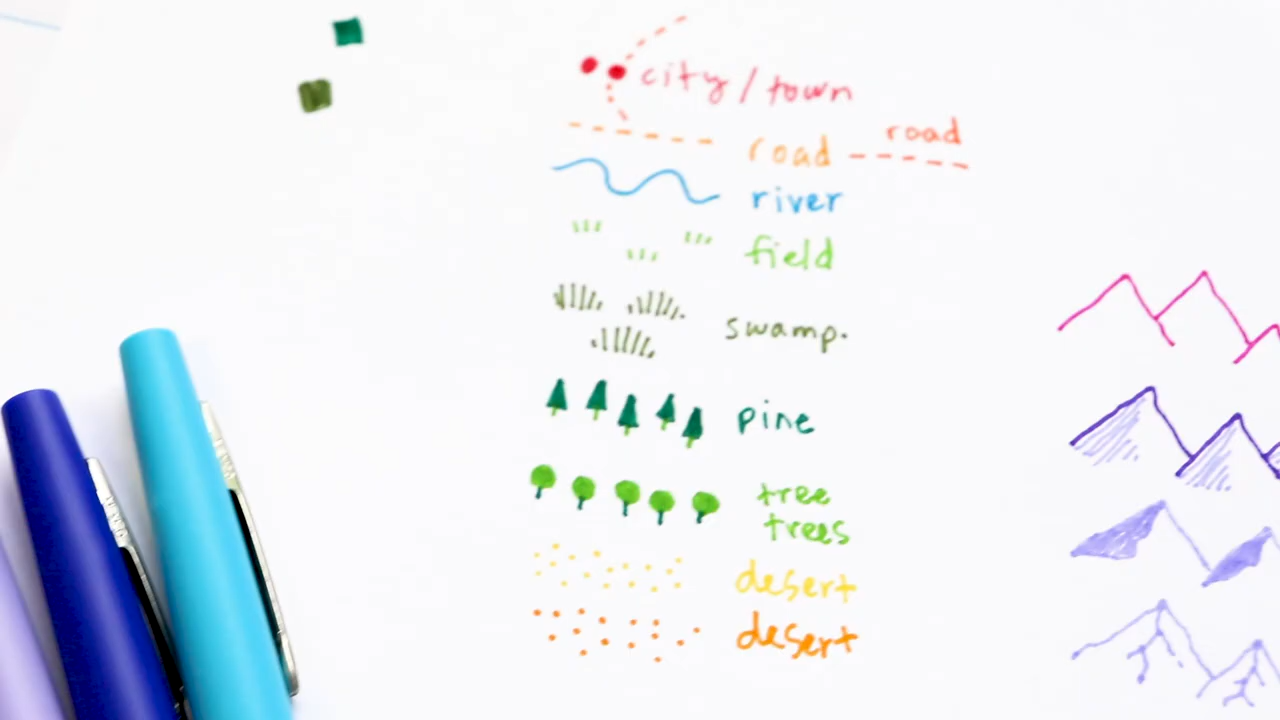 city/town
road road
river
field
swamp.
pine
tree
trees
desert
desert